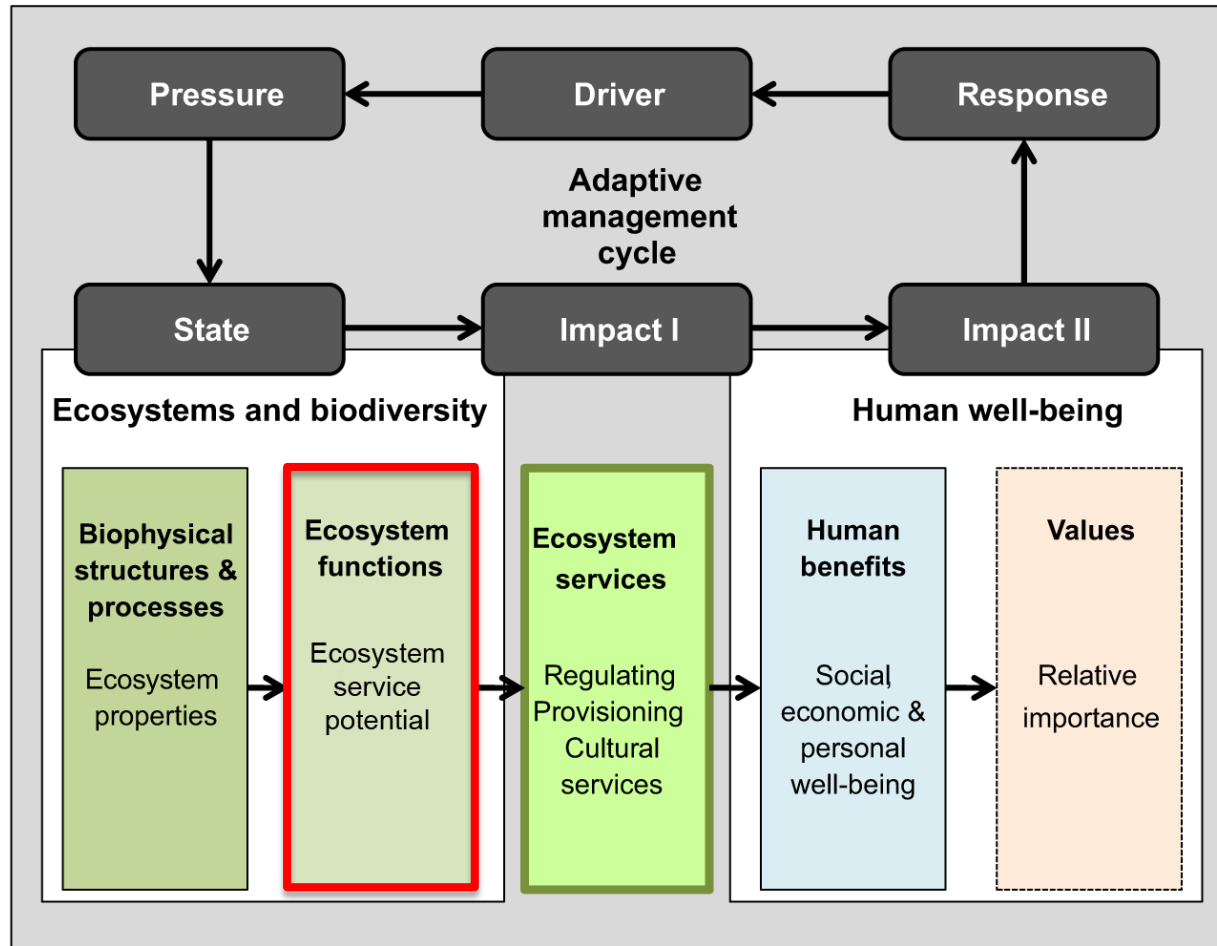 Pressure
Driver
Response
Adaptive
management
cycle
State
Impact I
Impact II
Ecosystems and biodiversity
Human well-being
Biophysical
structures &
processes
Ecosystem
properties
Ecosystem
functions
Ecosystem
service
potential
Ecosystem
services
Regulating
Provisioning
Cultural
services
Human
benefits
Social,
economic &
personal
well-being
Values
Relative
importance